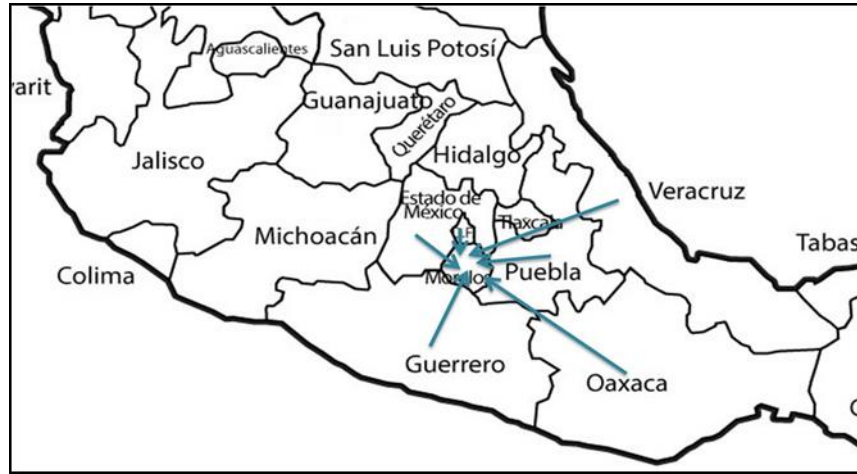 Aguascalientes
San Luis Potosí
varit
Guanajuato
Querétaro
Jalisco
Hidalgo
Veracruz
Estado de
México
Tlaxcala
Michoacán
Tabas
Colima
Puebla
Morelos
Guerrero
Oaxaca